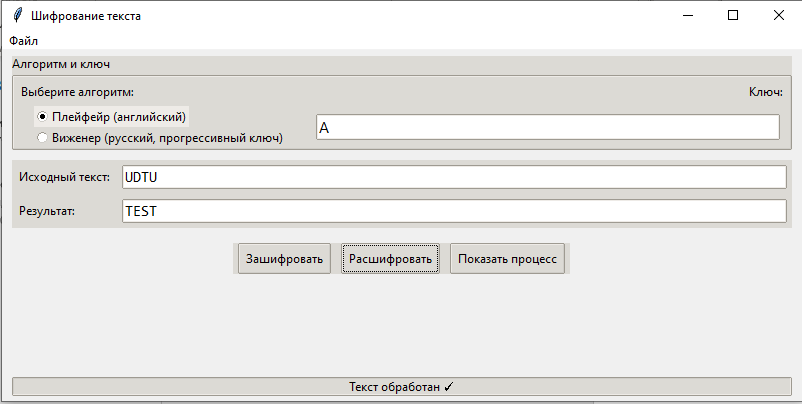 Шифрование текста
Файл
Алгоритм и ключ
Выберите алгоритм:
Ключ:
Плейфейр (английский)
A
Виженер (русский, прогрессивный ключ)
Исходный текст: UDTU
Результат: TEST
Зашифровать Расшифровать Показать процесс
Текст обработан ✓